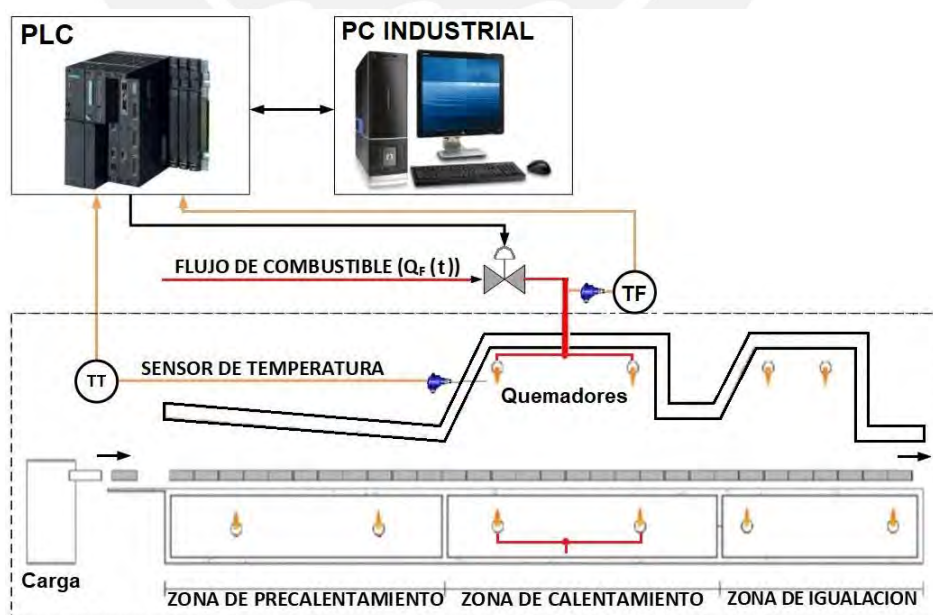 PLC
PC INDUSTRIAL
FLUJO DE COMBUSTIBLE (QF (t))
TF
TT
SENSOR DE TEMPERATURA
Quemadores
Carga
ZONA DE PRECALENTAMIENTO
ZONA DE CALENTAMIENTO
ZONA DE IGUALACION